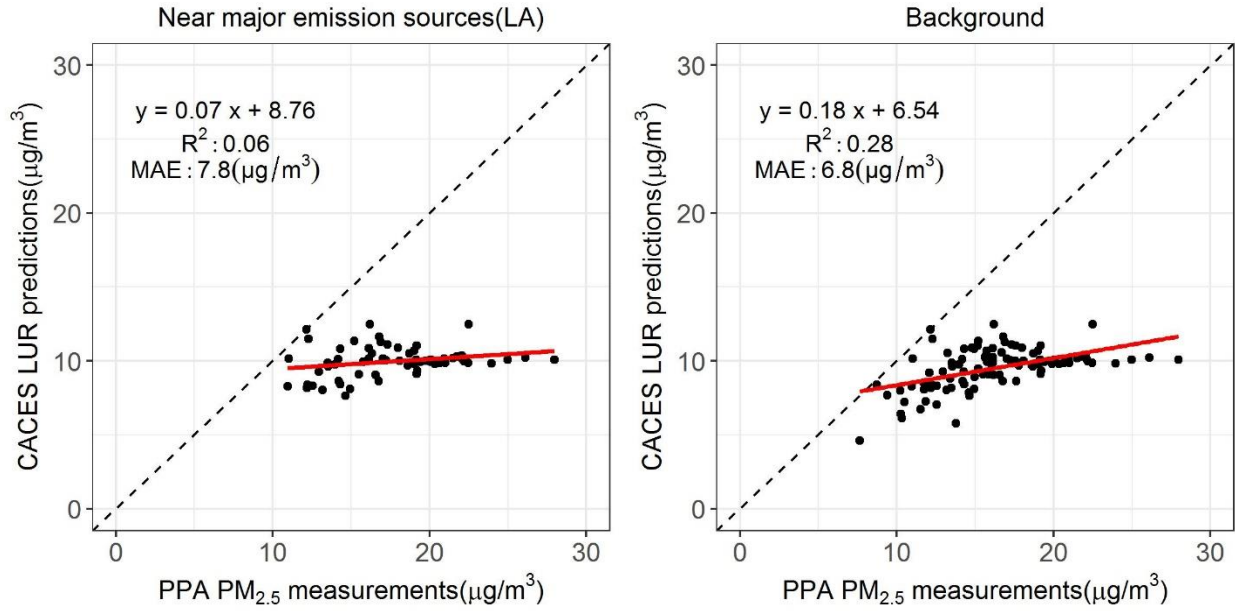 Near major emission sources(LA)
CACES LUR predictions(μg/m³)
30
20
10
0
y = 0.07 x + 8.76
R²: 0.06
MAE: 7.8(μg/m³)
0 10 20 30
PPA PM₂.₅ measurements(μg/m³)
Background
CACES LUR predictions(μg/m³)
30
20
10
0
y = 0.18 x + 6.54
R²: 0.28
MAE: 6.8(μg/m³)
0 10 20 30
PPA PM₂.₅ measurements(μg/m³)